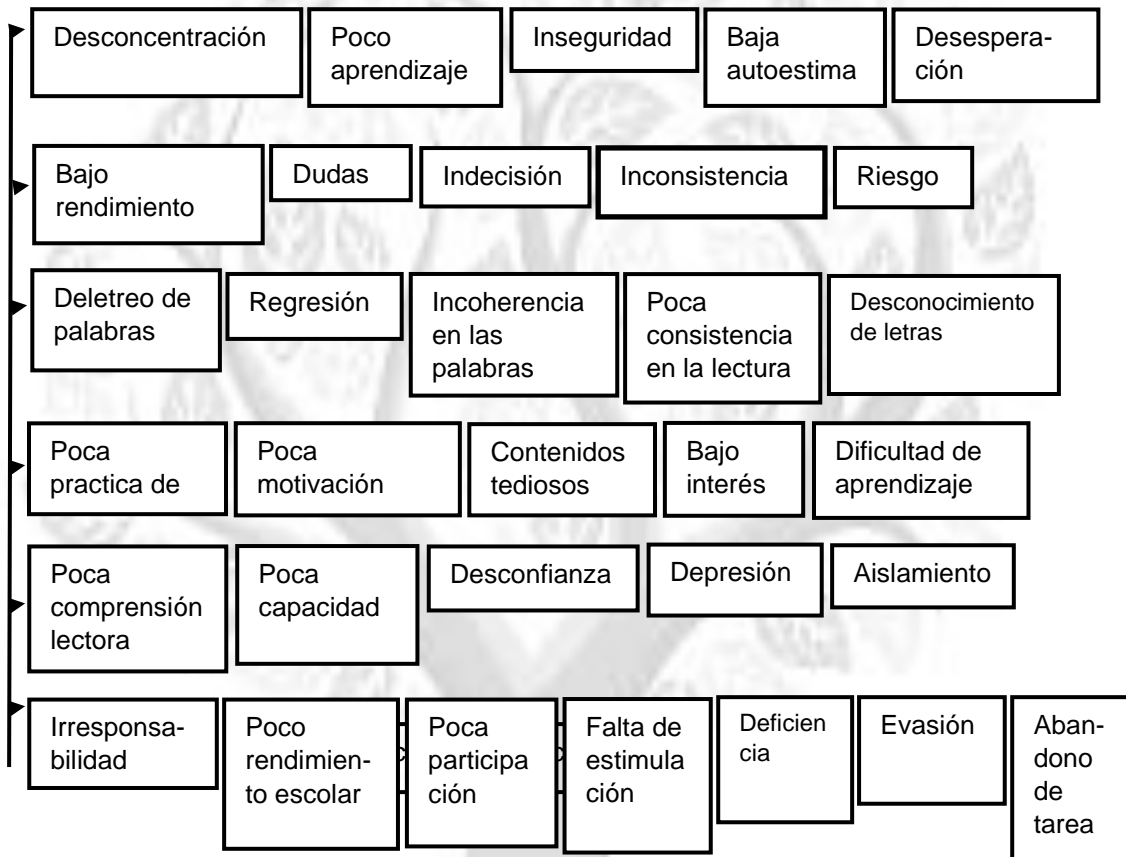 Desconcentración
Poco
aprendizaje
Inseguridad
Baja
autoestima
Desespera-
ción
Bajo
rendimiento
Dudas
Indecisión
Inconsistencia
Riesgo
Deletreo de
palabras
Regresión
Incoherencia
en las
palabras
Poca
consistencia
en la lectura
Desconocimiento
de letras
Poca
practica de
Poca
motivación
Contenidos
tediosos
Bajo
interés
Dificultad de
aprendizaje
Poca
comprensión
lectora
Poca
capacidad
Desconfianza
Depresión
Aislamiento
Irresponsa-
bilidad
Poco
rendimien-
to escolar
Poca
participa
ción
Falta de
estimula
ción
Deficien
cia
Evasión
Aban-
dono
de
tarea